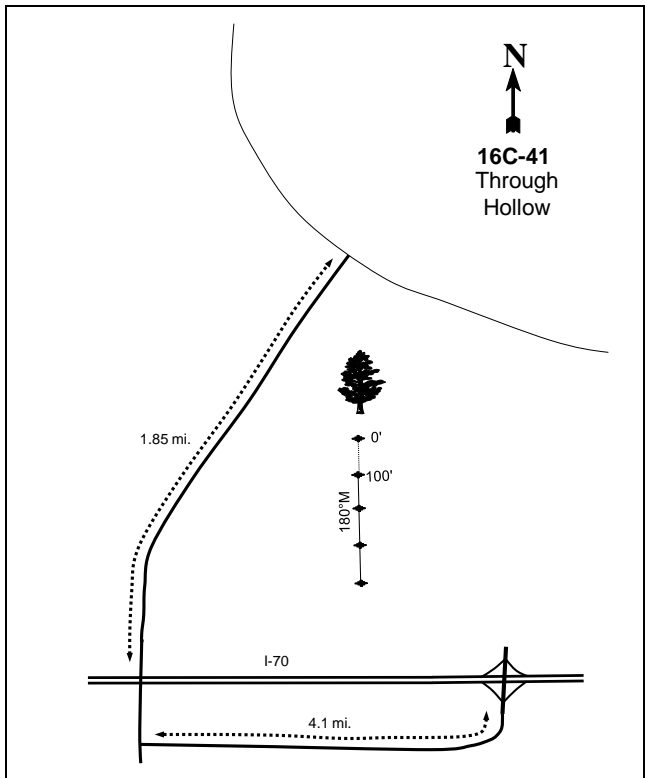 N
16C-41
Through
Hollow
1.85 mi.
0'
100'
180°M
I-70
4.1 mi.